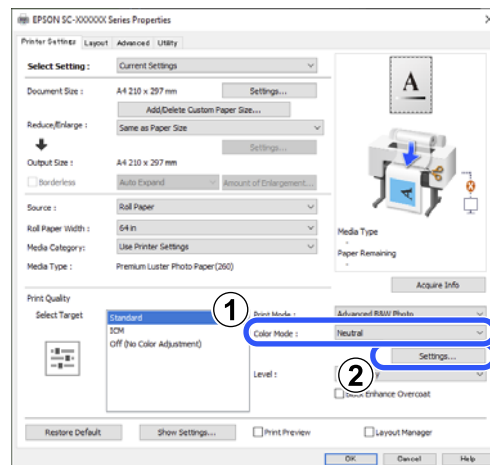 EPSON SC-XXXXXX Series Properties
Printer Settings Layout Advanced Utility
Select Setting : Current Settings
Document Size : A4 210 x 297 mm Settings...
Add/Delete Custom Paper Size...
Reduce/Enlarge : Same as Paper Size
Settings...
Output Size : A4 210 x 297 mm
Borderless Auto Expand Amount of Enlargement...
Source : Roll Paper
Roll Paper Width : 64 in
Media Category: Use Printer Settings
Media Type : Premium Luster Photo Paper(260)
A
A
Media Type
-
Paper Remaining
-
Acquire Info
Print Quality
Select Target
Standard
ICM
Off (No Color Adjustment)
1
Print Mode : Advanced B&W Photo
Color Mode : Neutral
Settings...
2
Level :
Enhance Overcoat
Restore Default Show Settings... Print Preview Layout Manager
OK Cancel Help